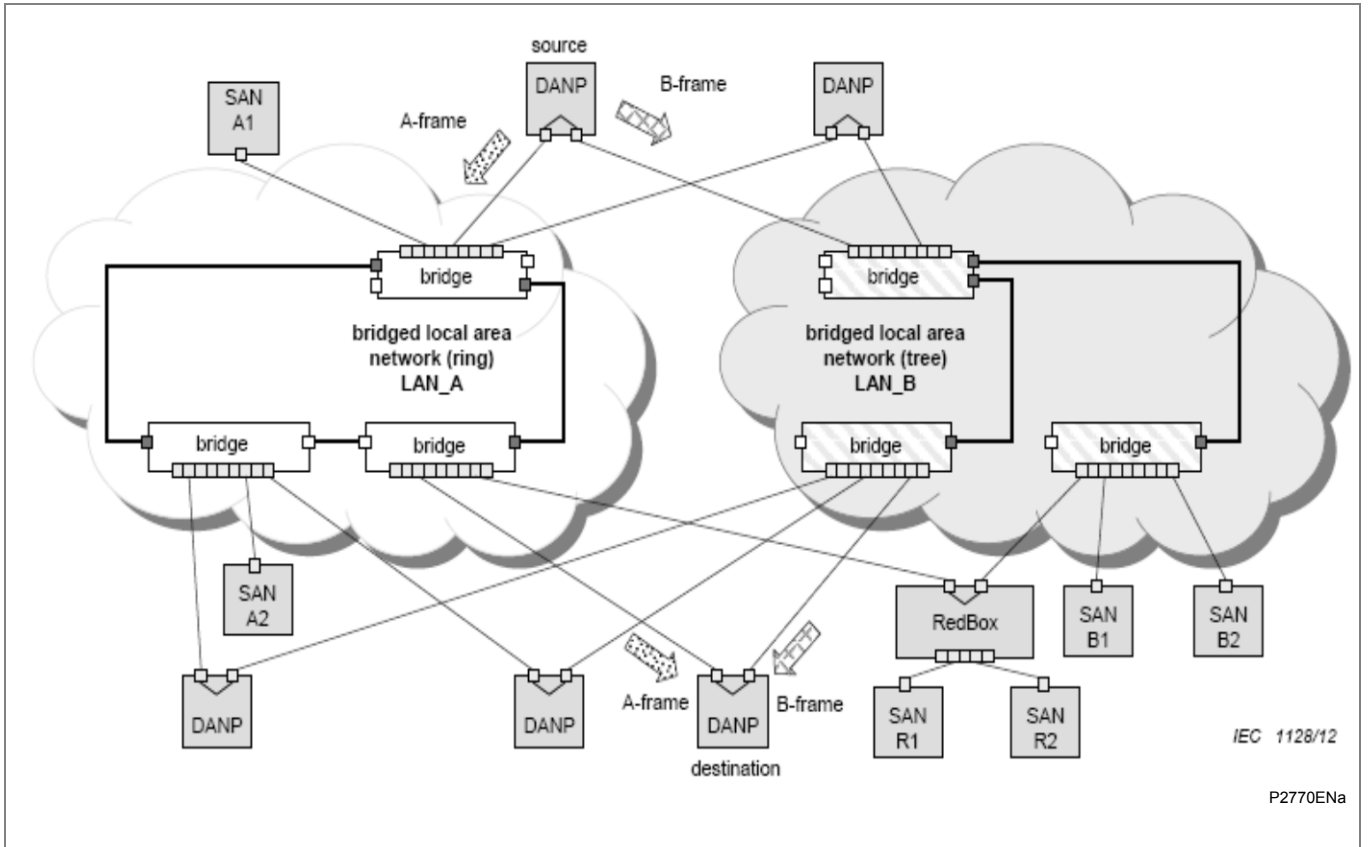 source
DANP
B-frame
DANP
SAN
A1
A-frame
bridge
bridge
bridged local area
network (ring)
LAN_A
bridged local area
network (tree)
LAN_B
bridge
bridge
bridge
bridge
SAN
A2
RedBox
SAN
B1
SAN
B2
DANP
DANP
A-frame
DANP
B-frame
SAN
R1
SAN
R2
destination
IEC 1128/12
P2770ENa